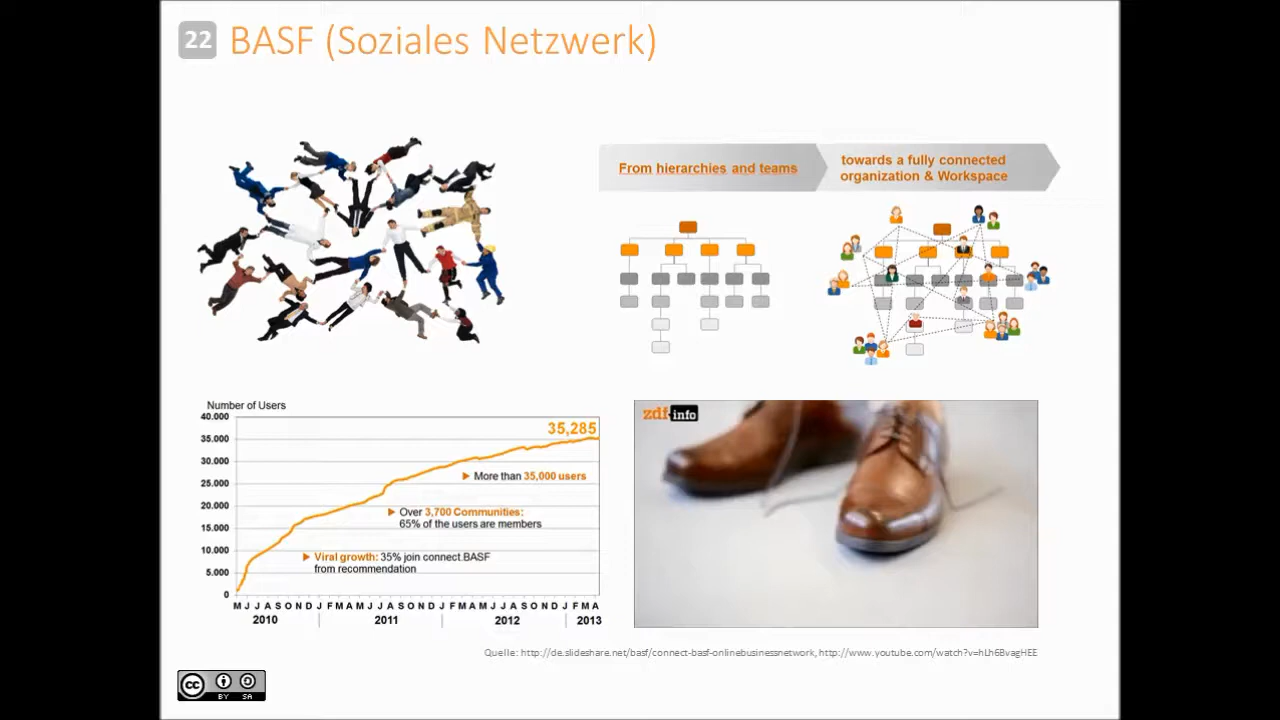 22 BASF (Soziales Netzwerk)
From hierarchies and teams
towards a fully connected
organization & Workspace
Number of Users
40.000
35.000
30.000
25.000
20.000
15.000
10.000
5.000
0
35,285
More than 35,000 users
Over 3,700 Communities:
65% of the users are members
Viral growth: 35% join connect.BASF
from recommendation
M J J A S O N D J F M A M J J A S O N D J F M A M J J A S O N D J F M A
2010 2011 2012 2013
zdf.info
Quelle: http://de.slideshare.net/basf/connect-basf-onlinebusinessnetwork, http://www.youtube.com/watch?v=hLh6BvagHEE
cc
BY SA